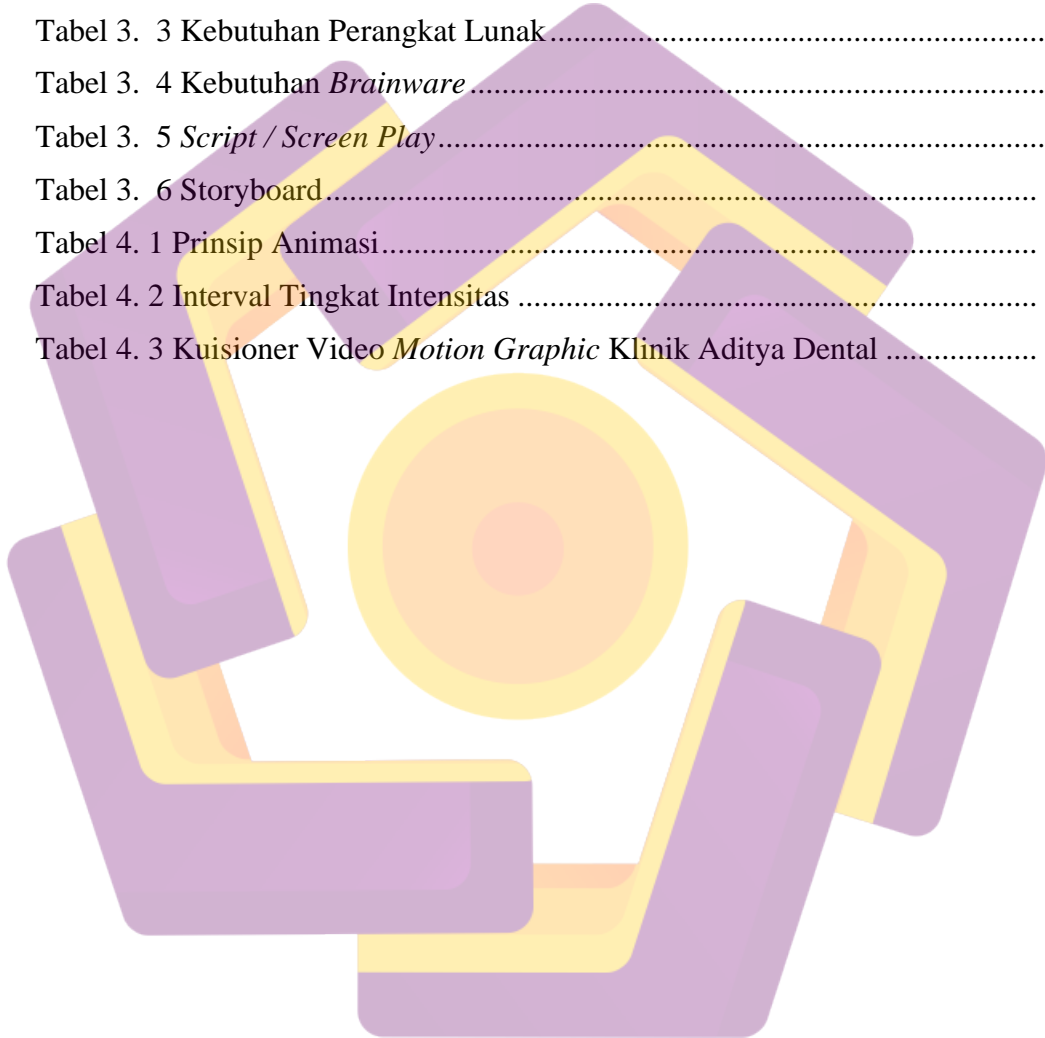 Tabel 3.  3 Kebutuhan Perangkat Lunak.............................................................
Tabel 3.  4 Kebutuhan Brainware.......................................................................
Tabel 3.  5 Script / Screen Play...........................................................................
Tabel 3.  6 Storyboard........................................................................................
Tabel 4. 1 Prinsip Animasi.................................................................................
Tabel 4. 2 Interval Tingkat Intensitas ................................................................
Tabel 4. 3 Kuisioner Video Motion Graphic Klinik Aditya Dental ..................